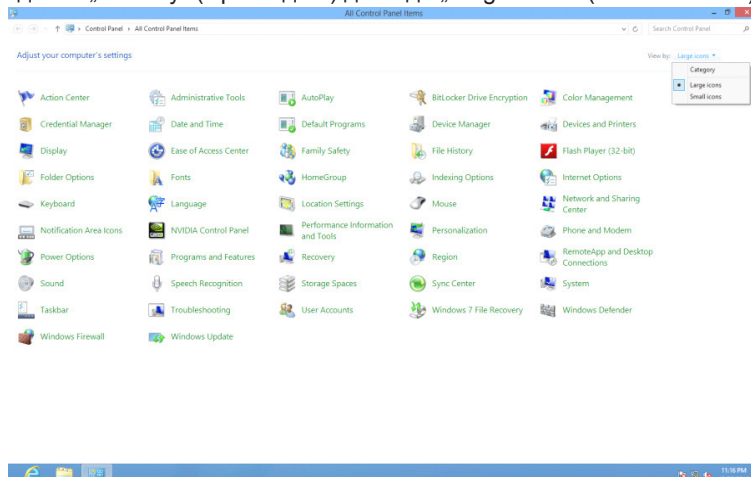 All Control Panel Items
Control Panel › All Control Panel Items
Search Control Panel
Adjust your computer's settings
View by: Large icons
Category
Large icons
Small icons
Action Center
Administrative Tools
AutoPlay
BitLocker Drive Encryption
Color Management
Credential Manager
Date and Time
Default Programs
Device Manager
Devices and Printers
Display
Ease of Access Center
Family Safety
File History
Flash Player (32-bit)
Folder Options
Fonts
HomeGroup
Indexing Options
Internet Options
Keyboard
Language
Location Settings
Mouse
Network and Sharing
Center
Notification Area Icons
NVIDIA Control Panel
Performance Information
and Tools
Personalization
Phone and Modem
Power Options
Programs and Features
Recovery
Region
RemoteApp and Desktop
Connections
Sound
Speech Recognition
Storage Spaces
Sync Center
System
Taskbar
Troubleshooting
User Accounts
Windows 7 File Recovery
Windows Defender
Windows Firewall
Windows Update
11:16 PM